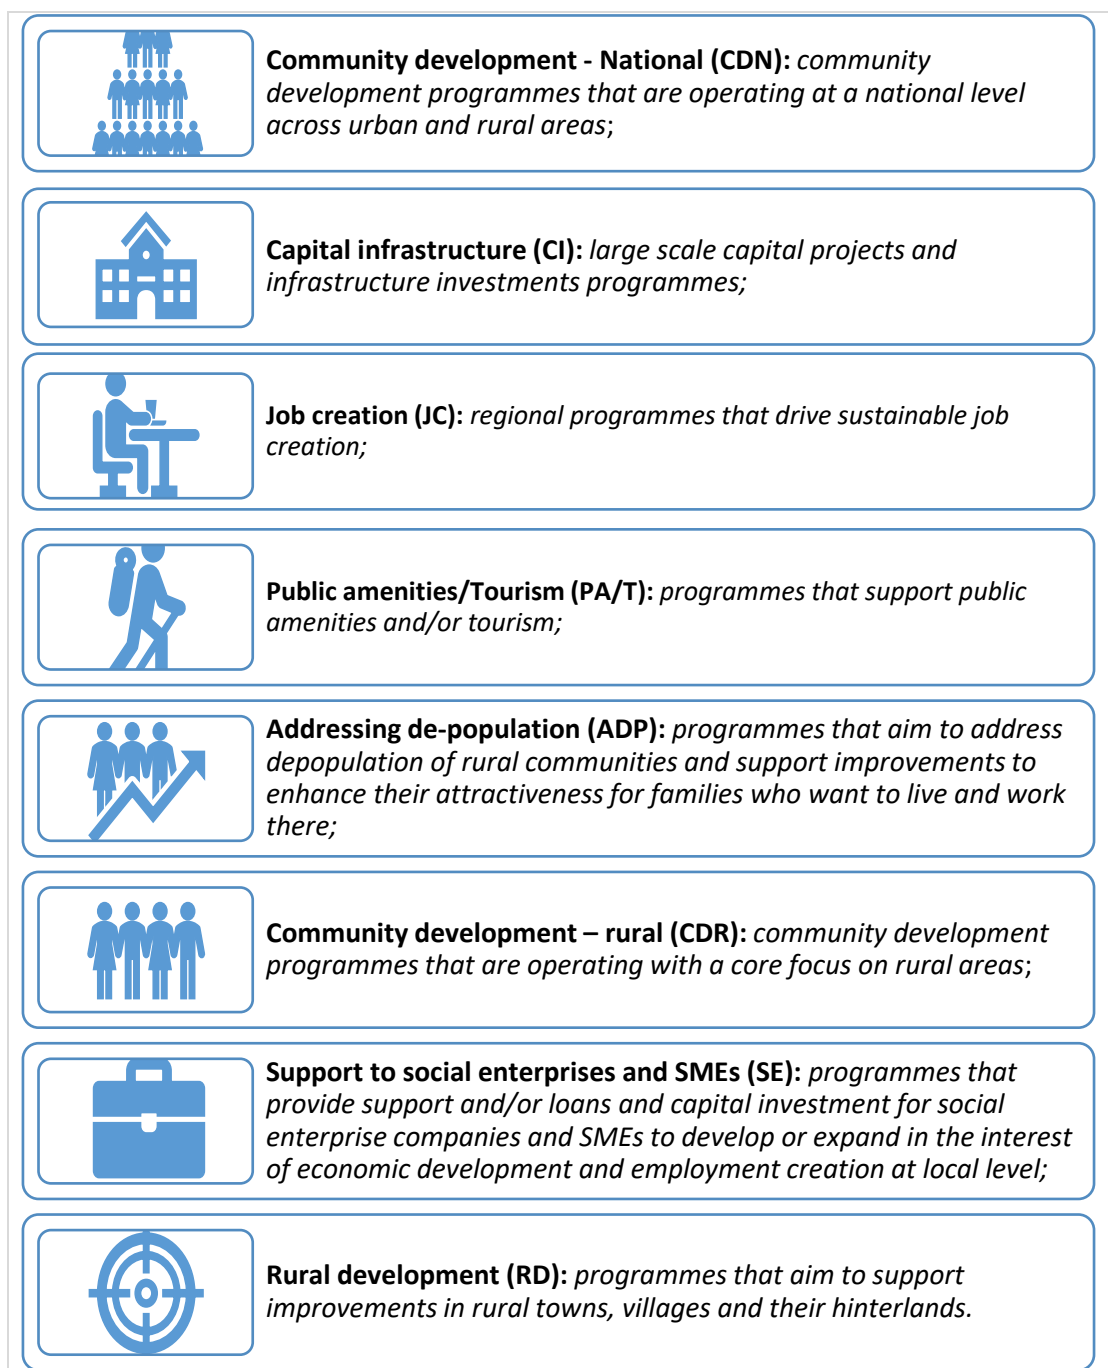 Community development - National (CDN): community
development programmes that are operating at a national level
across urban and rural areas;
Capital infrastructure (CI): large scale capital projects and
infrastructure investments programmes;
Job creation (JC): regional programmes that drive sustainable job
creation;
Public amenities/Tourism (PA/T): programmes that support public
amenities and/or tourism;
Addressing de-population (ADP): programmes that aim to address
depopulation of rural communities and support improvements to
enhance their attractiveness for families who want to live and work
there;
Community development – rural (CDR): community development
programmes that are operating with a core focus on rural areas;
Support to social enterprises and SMEs (SE): programmes that
provide support and/or loans and capital investment for social
enterprise companies and SMEs to develop or expand in the interest
of economic development and employment creation at local level;
Rural development (RD): programmes that aim to support
improvements in rural towns, villages and their hinterlands.